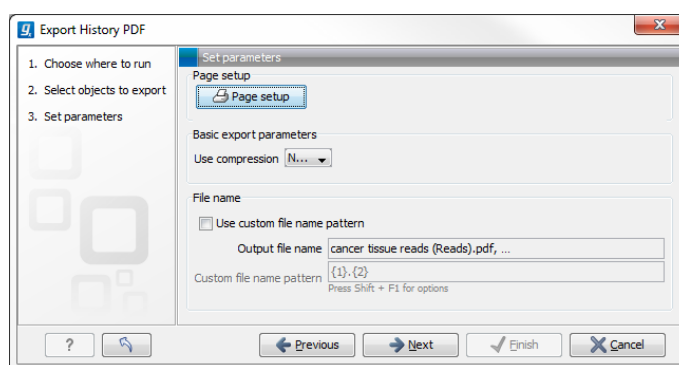 Export History PDF
1. Choose where to run
2. Select objects to export
3. Set parameters
Set parameters
Page setup
Page setup
Basic export parameters
Use compression N...
File name
Use custom file name pattern
Output file name cancer tissue reads (Reads).pdf, ...
Custom file name pattern {1}.{2}
Press Shift + F1 for options
?
Previous
Next
Finish
Cancel